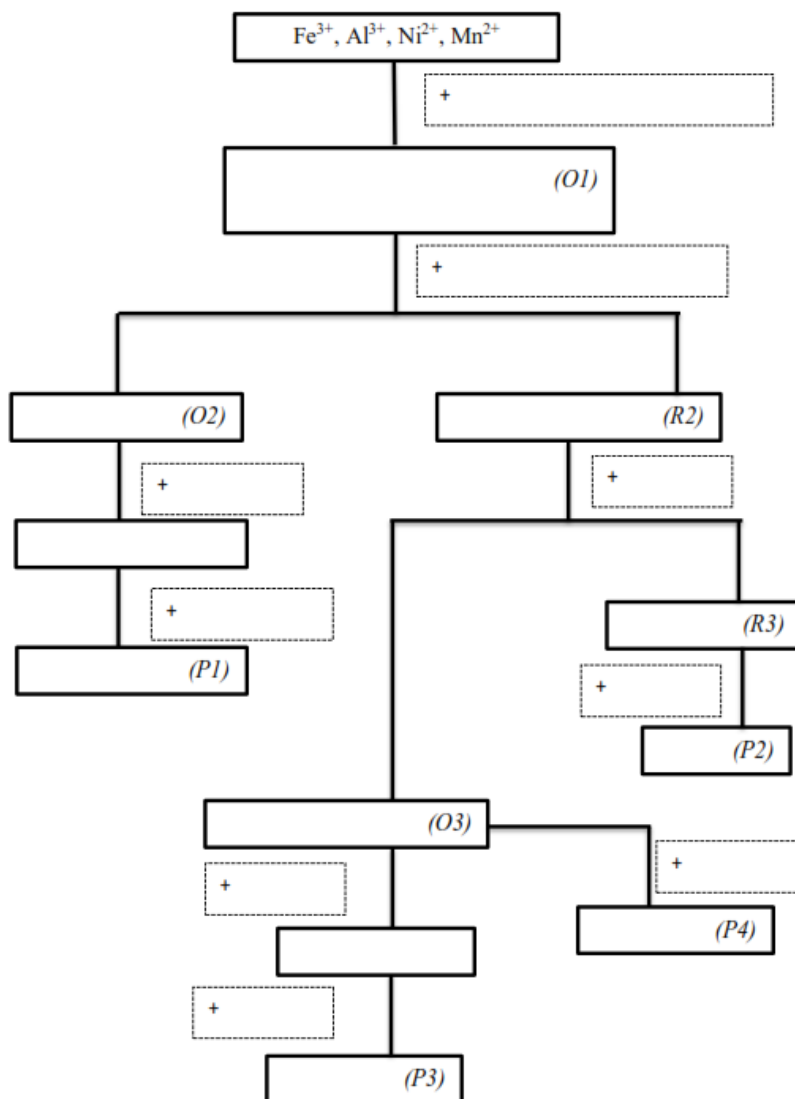 Fe³⁺, Al³⁺, Ni²⁺, Mn²⁺
+
(O1)
+
(O2)
(R2)
+
+
+
(R3)
(P1)
+
(P2)
(O3)
+
+
(P4)
+
(P3)